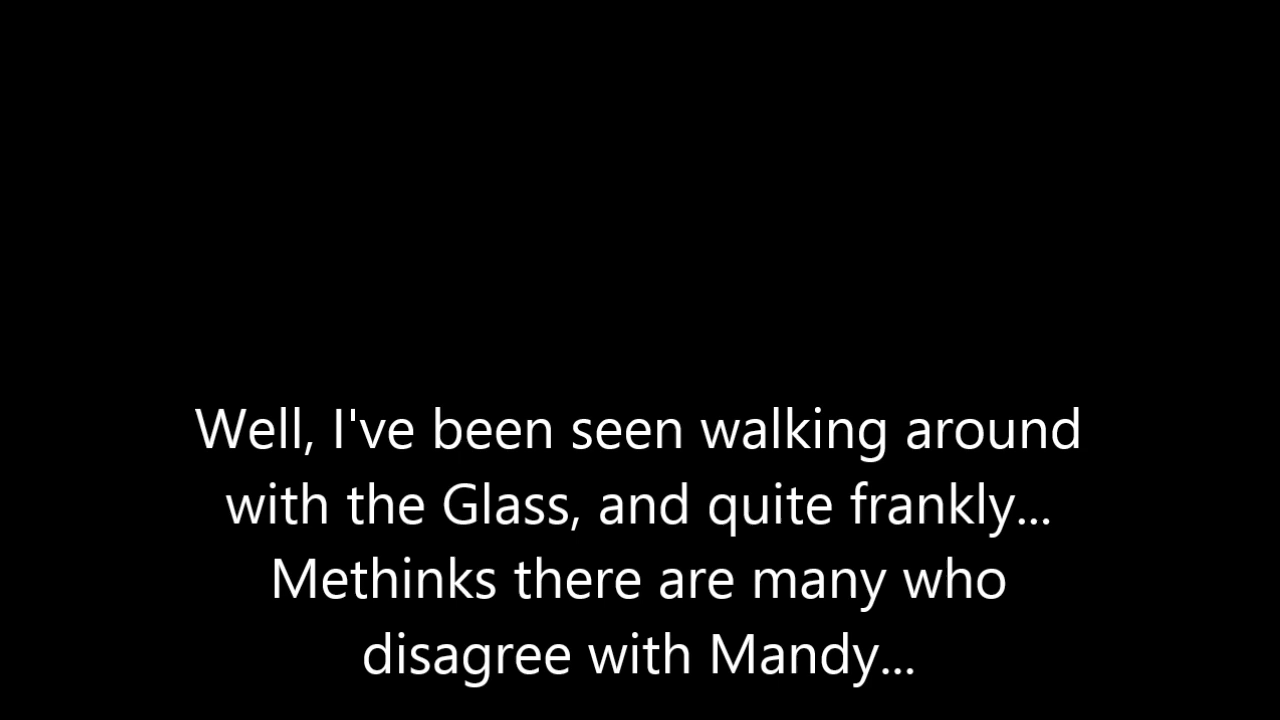 Well, I've been seen walking around
with the Glass, and quite frankly...
Methinks there are many who
disagree with Mandy...